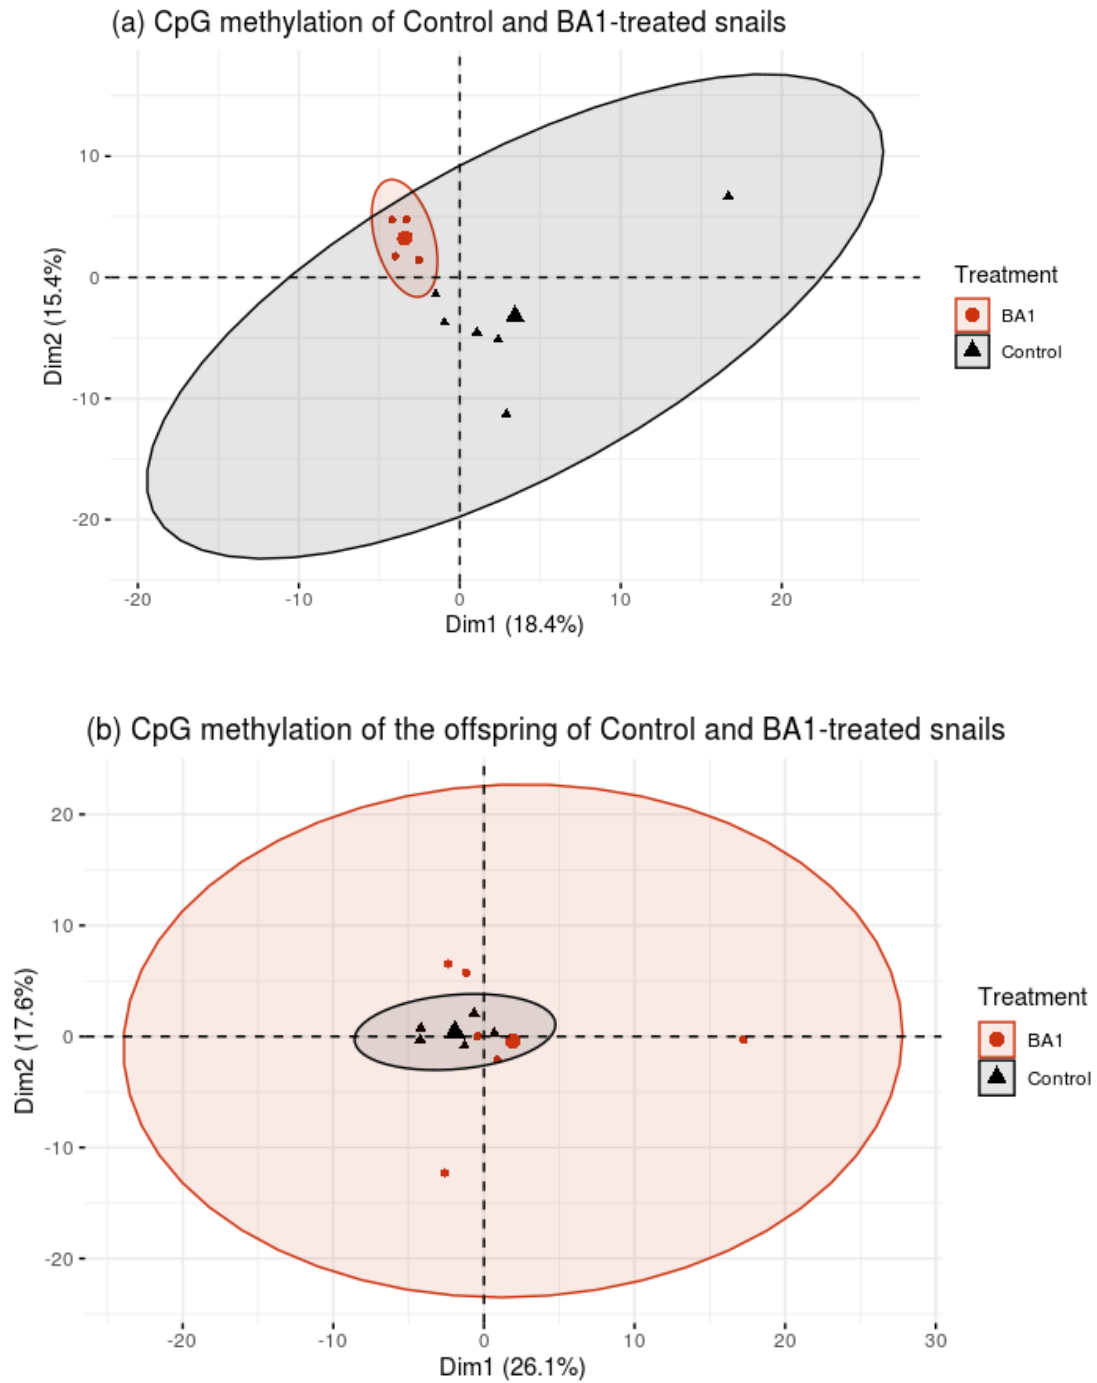 (a) CpG methylation of Control and BA1-treated snails
10
0
-10
-20
Dim2 (15.4%)
-20 -10 0 10 20
Dim1 (18.4%)
Treatment
BA1
Control
(b) CpG methylation of the offspring of Control and BA1-treated snails
20
10
0
-10
-20
Dim2 (17.6%)
-20 -10 0 10 20 30
Dim1 (26.1%)
Treatment
BA1
Control